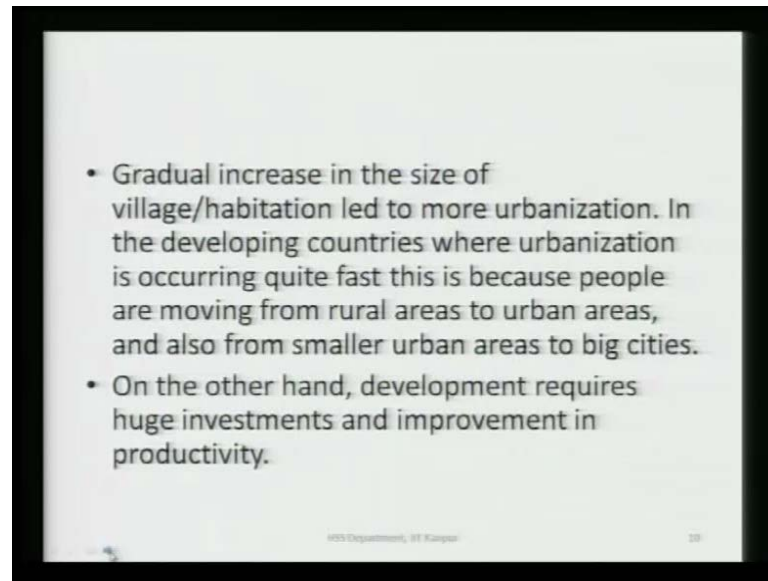 • Gradual increase in the size of
village/habitation led to more urbanization. In
the developing countries where urbanization
is occurring quite fast this is because people
are moving from rural areas to urban areas,
and also from smaller urban areas to big cities.
• On the other hand, development requires
huge investments and improvement in
productivity.
HSS Department, IIT Kanpur
10